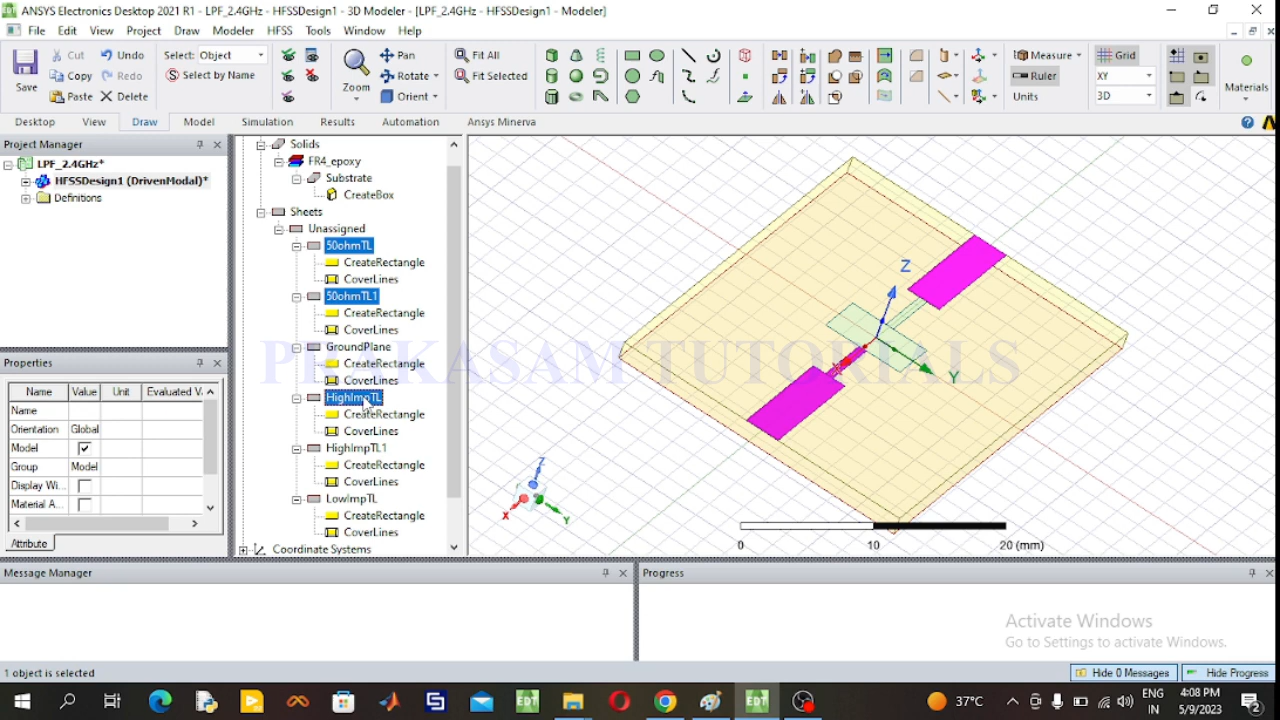 ANSYS Electronics Desktop 2021 R1 - LPF_2.4GHz - HFSSDesign1 - 3D Modeler - [LPF_2.4GHz - HFSSDesign1 - Modeler]
File Edit View Project Draw Modeler HFSS Tools Window Help
Save
Cut Undo
Copy Redo
Paste Delete
Select: Object
Select by Name
Zoom
Pan
Rotate
Orient
Fit All
Fit Selected
Measure
Ruler
Units
Grid
XY
3D
Materials
Desktop View Draw Model Simulation Results Automation Ansys Minerva
Project Manager
LPF_2.4GHz*
HFSSDesign1 (DrivenModal)*
Definitions
Properties
Name Value Unit Evaluated V.
Name
Orientation Global
Model
Group Model
Display Wi...
Material A...
Attribute
Solids
FR4_epoxy
Substrate
CreateBox
Sheets
Unassigned
50ohmTL
CreateRectangle
CoverLines
50ohmTL1
CreateRectangle
CoverLines
GroundPlane
CreateRectangle
CoverLines
HighImpTL
CreateRectangle
CoverLines
HighImpTL1
CreateRectangle
CoverLines
LowImpTL
CreateRectangle
CoverLines
Coordinate Systems
PRAKASAM TUTORIALS
Z
Y
X
Z
X
Y
0 10 20 (mm)
Message Manager
Progress
Activate Windows
Go to Settings to activate Windows.
1 object is selected
Hide 0 Messages Hide Progress
37°C
ENG
IN
4:08 PM
5/9/2023
2